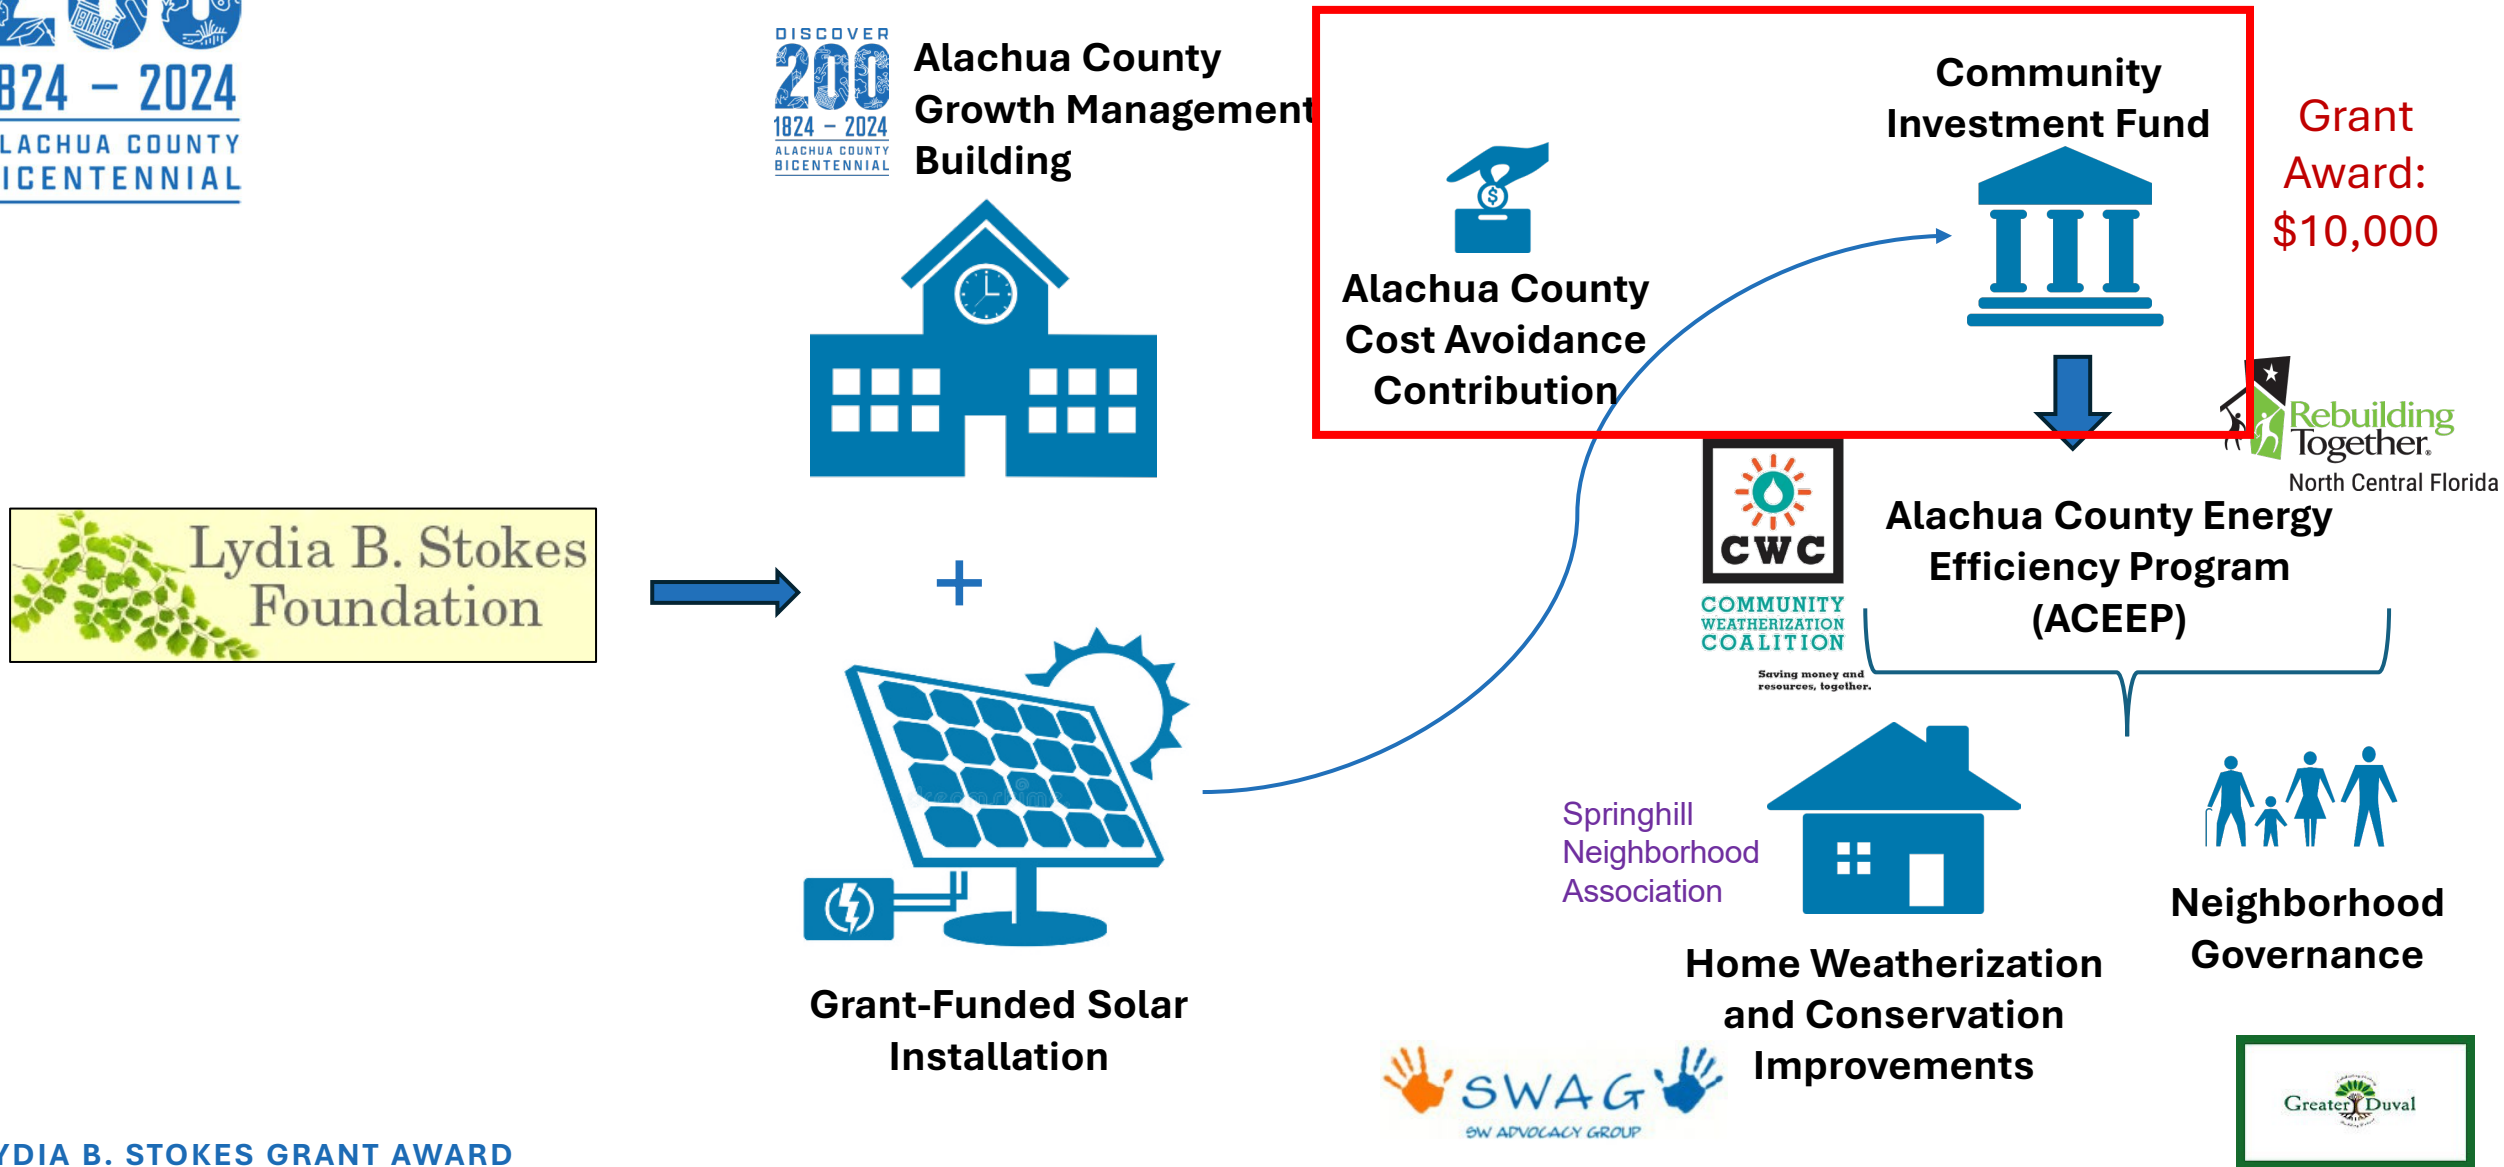 200
824 – 2024
LACHUA COUNTY
ICENTENNIAL
DISCOVER
200
1824 – 2024
ALACHUA COUNTY
BICENTENNIAL
Alachua County
Growth Management
Building
Community
Investment Fund
Grant
Award:
$10,000
$
Alachua County
Cost Avoidance
Contribution
Rebuilding
Together®
North Central Florida
CWC
COMMUNITY
WEATHERIZATION
COALITION
Saving money and
resources, together.
Alachua County Energy
Efficiency Program
(ACEEP)
Lydia B. Stokes
Foundation
+
Springhill
Neighborhood
Association
Neighborhood
Governance
Home Weatherization
and Conservation
Improvements
Grant-Funded Solar
Installation
SWAG
SW ADVOCACY GROUP
Greater Duval
YDIA B. STOKES GRANT AWARD